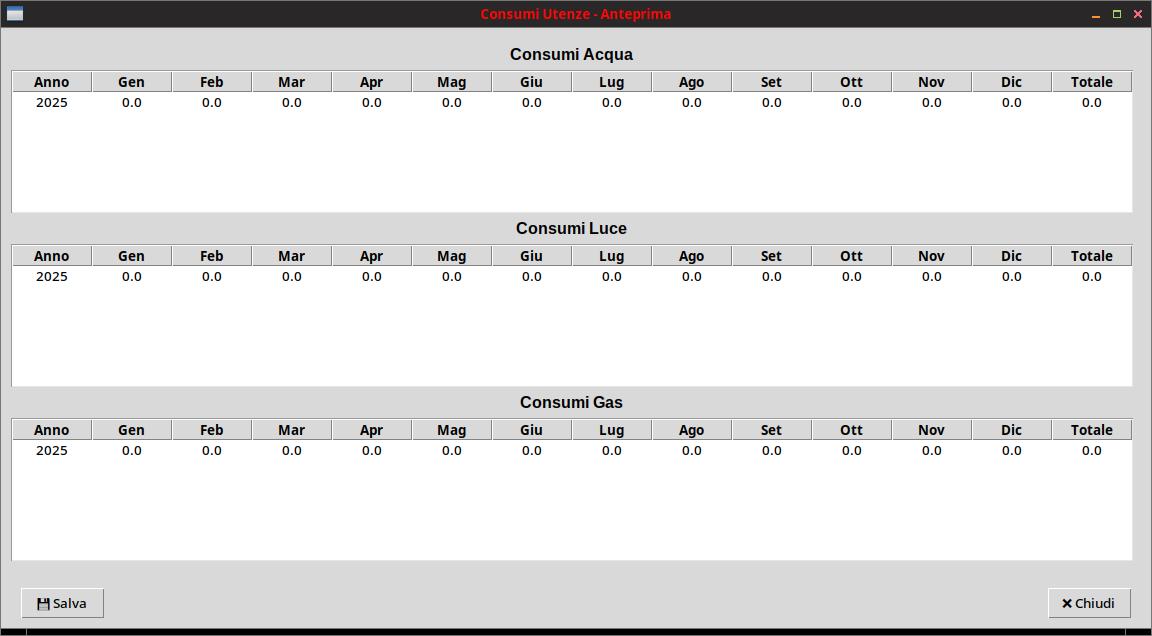 Consumi Utenze - Anteprima
Consumi Acqua
Anno Gen Feb Mar Apr Mag Giu Lug Ago Set Ott Nov Dic Totale
2025 0.0 0.0 0.0 0.0 0.0 0.0 0.0 0.0 0.0 0.0 0.0 0.0 0.0
Consumi Luce
Anno Gen Feb Mar Apr Mag Giu Lug Ago Set Ott Nov Dic Totale
2025 0.0 0.0 0.0 0.0 0.0 0.0 0.0 0.0 0.0 0.0 0.0 0.0 0.0
Consumi Gas
Anno Gen Feb Mar Apr Mag Giu Lug Ago Set Ott Nov Dic Totale
2025 0.0 0.0 0.0 0.0 0.0 0.0 0.0 0.0 0.0 0.0 0.0 0.0 0.0
Salva Chiudi